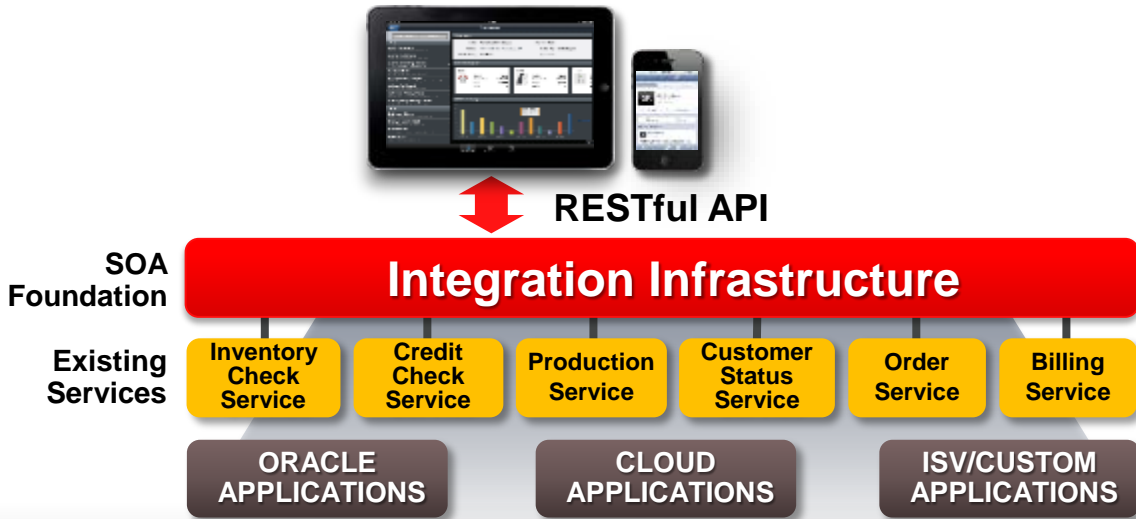 RESTful API
SOA
Foundation
Integration Infrastructure
Existing
Services
Inventory
Check
Service
Credit
Check
Service
Production
Service
Customer
Status
Service
Order
Service
Billing
Service
ORACLE
APPLICATIONS
CLOUD
APPLICATIONS
ISV/CUSTOM
APPLICATIONS